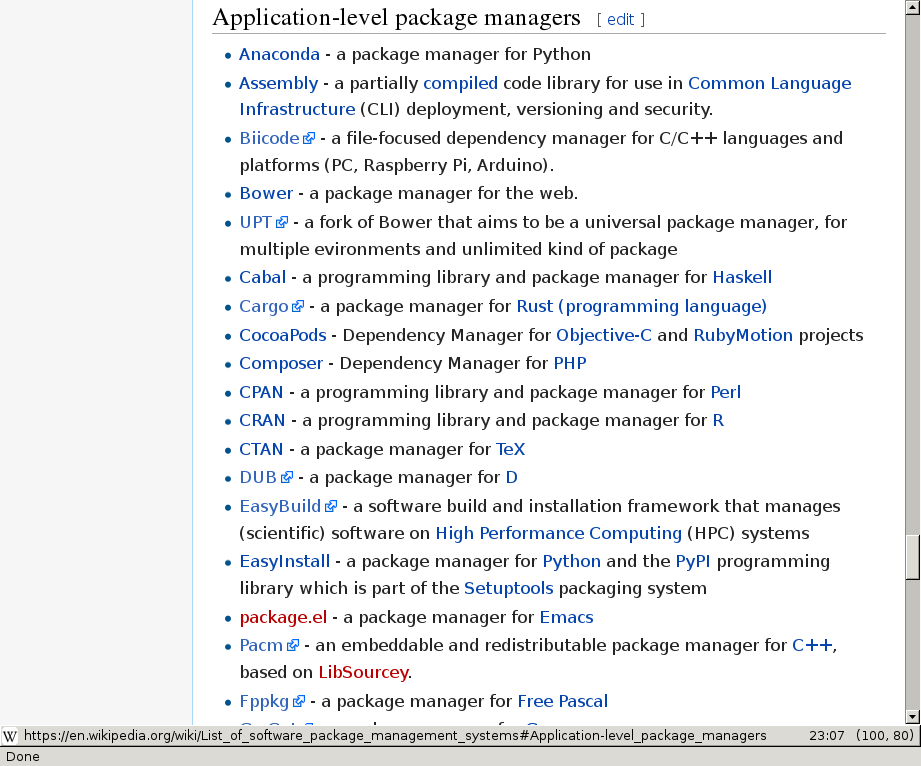 Application-level package managers [ edit ]
Anaconda - a package manager for Python
Assembly - a partially compiled code library for use in Common Language
Infrastructure (CLI) deployment, versioning and security.
Biicode - a file-focused dependency manager for C/C++ languages and
platforms (PC, Raspberry Pi, Arduino).
Bower - a package manager for the web.
UPT - a fork of Bower that aims to be a universal package manager, for
multiple evironments and unlimited kind of package
Cabal - a programming library and package manager for Haskell
Cargo - a package manager for Rust (programming language)
CocoaPods - Dependency Manager for Objective-C and RubyMotion projects
Composer - Dependency Manager for PHP
CPAN - a programming library and package manager for Perl
CRAN - a programming library and package manager for R
CTAN - a package manager for TeX
DUB - a package manager for D
EasyBuild - a software build and installation framework that manages
(scientific) software on High Performance Computing (HPC) systems
EasyInstall - a package manager for Python and the PyPI programming
library which is part of the Setuptools packaging system
package.el - a package manager for Emacs
Pacm - an embeddable and redistributable package manager for C++,
based on LibSourcey.
Fppkg - a package manager for Free Pascal
W https://en.wikipedia.org/wiki/List_of_software_package_management_systems#Application-level_package_managers 23:07 (100, 80)
Done